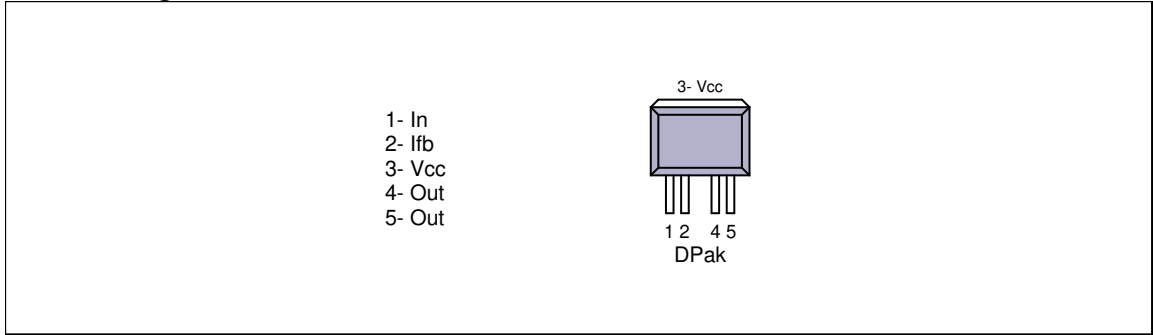 1- In
2- Ifb
3- Vcc
4- Out
5- Out
3- Vcc
1 2 4 5
DPak